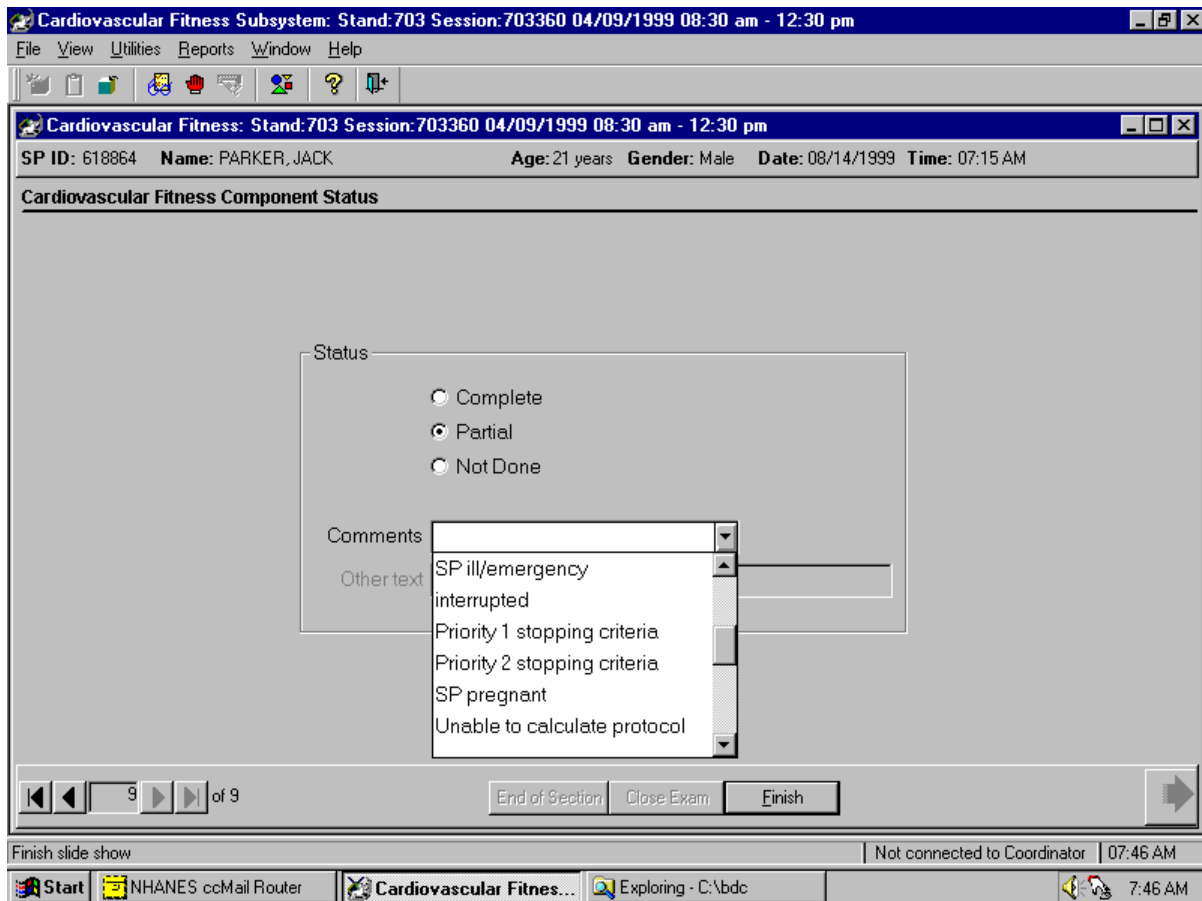 Cardiovascular Fitness Subsystem: Stand:703 Session:703360 04/09/1999 08:30 am - 12:30 pm
File View Utilities Reports Window Help
Cardiovascular Fitness: Stand:703 Session:703360 04/09/1999 08:30 am - 12:30 pm
SP ID: 618864 Name: PARKER, JACK Age: 21 years Gender: Male Date: 08/14/1999 Time: 07:15 AM
Cardiovascular Fitness Component Status
Status
Complete
Partial
Not Done
Comments
Other text
SP ill/emergency
interrupted
Priority 1 stopping criteria
Priority 2 stopping criteria
SP pregnant
Unable to calculate protocol
9 of 9 End of Section Close Exam Finish
Finish slide show Not connected to Coordinator 07:46 AM
Start NHANES ccMail Router Cardiovascular Fitnes... Exploring - C:\bdc 7:46 AM